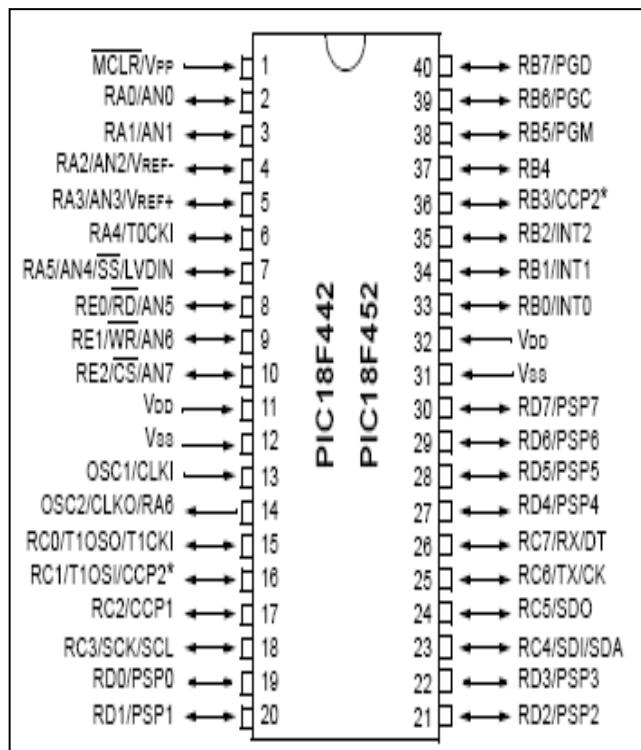 MCLR/VPP 1 40 RB7/PGD
RA0/AN0 2 39 RB6/PGC
RA1/AN1 3 38 RB5/PGM
RA2/AN2/VREF- 4 37 RB4
RA3/AN3/VREF+ 5 36 RB3/CCP2*
RA4/T0CKI 6 35 RB2/INT2
RA5/AN4/SS/LVDIN 7 34 RB1/INT1
RE0/RD/AN5 8 33 RB0/INT0
RE1/WR/AN6 9 32 VDD
RE2/CS/AN7 10 31 VSS
VDD 11 30 RD7/PSP7
VSS 12 29 RD6/PSP6
OSC1/CLKI 13 28 RD5/PSP5
OSC2/CLKO/RA6 14 27 RD4/PSP4
RC0/T1OSO/T1CKI 15 26 RC7/RX/DT
RC1/T1OSI/CCP2* 16 25 RC6/TX/CK
RC2/CCP1 17 24 RC5/SDO
RC3/SCK/SCL 18 23 RC4/SDI/SDA
RD0/PSP0 19 22 RD3/PSP3
RD1/PSP1 20 21 RD2/PSP2
PIC18F442
PIC18F452